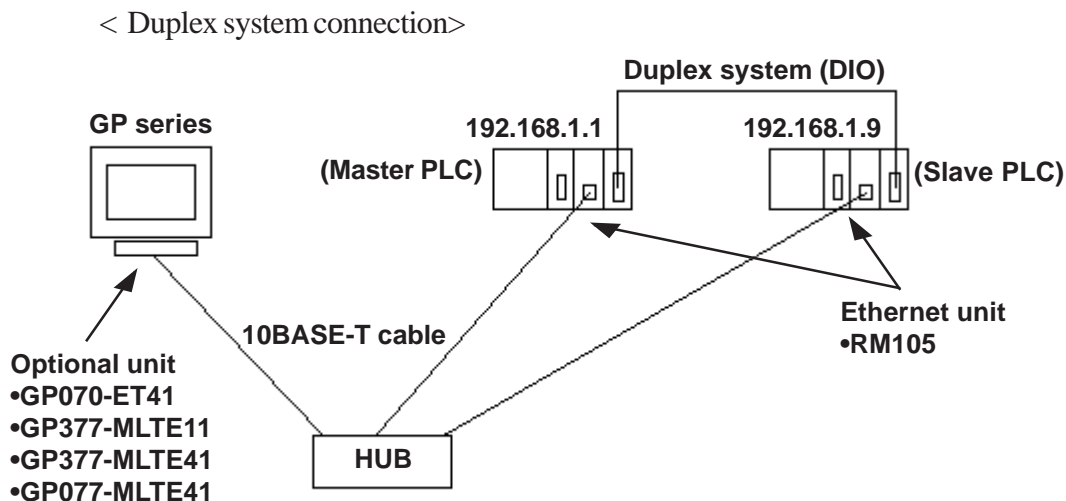 < Duplex system connection>
Duplex system (DIO)
GP series
192.168.1.1
192.168.1.9
(Master PLC)
(Slave PLC)
Ethernet unit
•RM105
10BASE-T cable
Optional unit
•GP070-ET41
•GP377-MLTE11
•GP377-MLTE41
•GP077-MLTE41
HUB